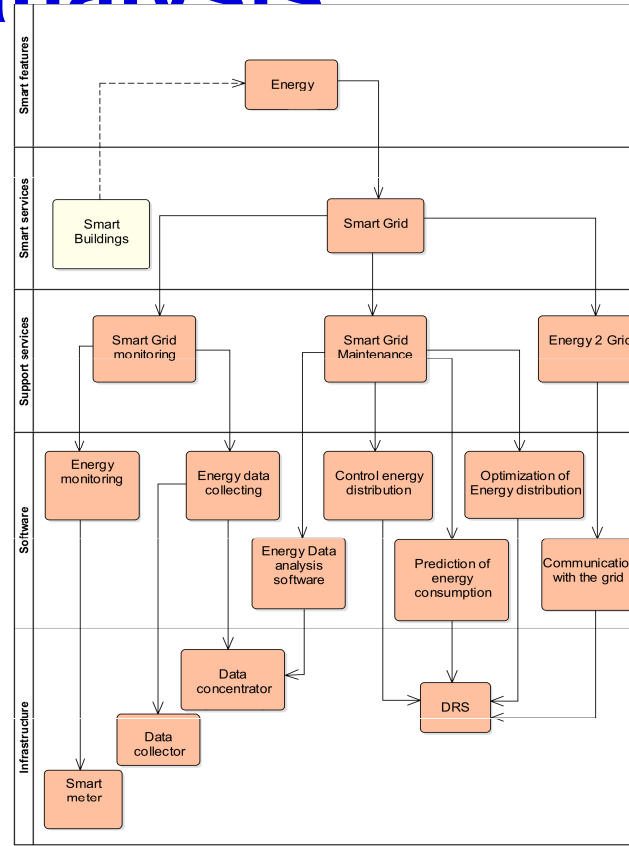 Smart features
Energy
Smart services
Smart
Buildings
Smart Grid
Support services
Smart Grid
monitoring
Smart Grid
Maintenance
Energy 2 Grid
Software
Energy
monitoring
Energy data
collecting
Control energy
distribution
Optimization of
Energy distribution
Energy Data
analysis
software
Prediction of
energy
consumption
Communicatio
with the grid
Infrastructure
Data
concentrator
DRS
Data
collector
Smart
meter